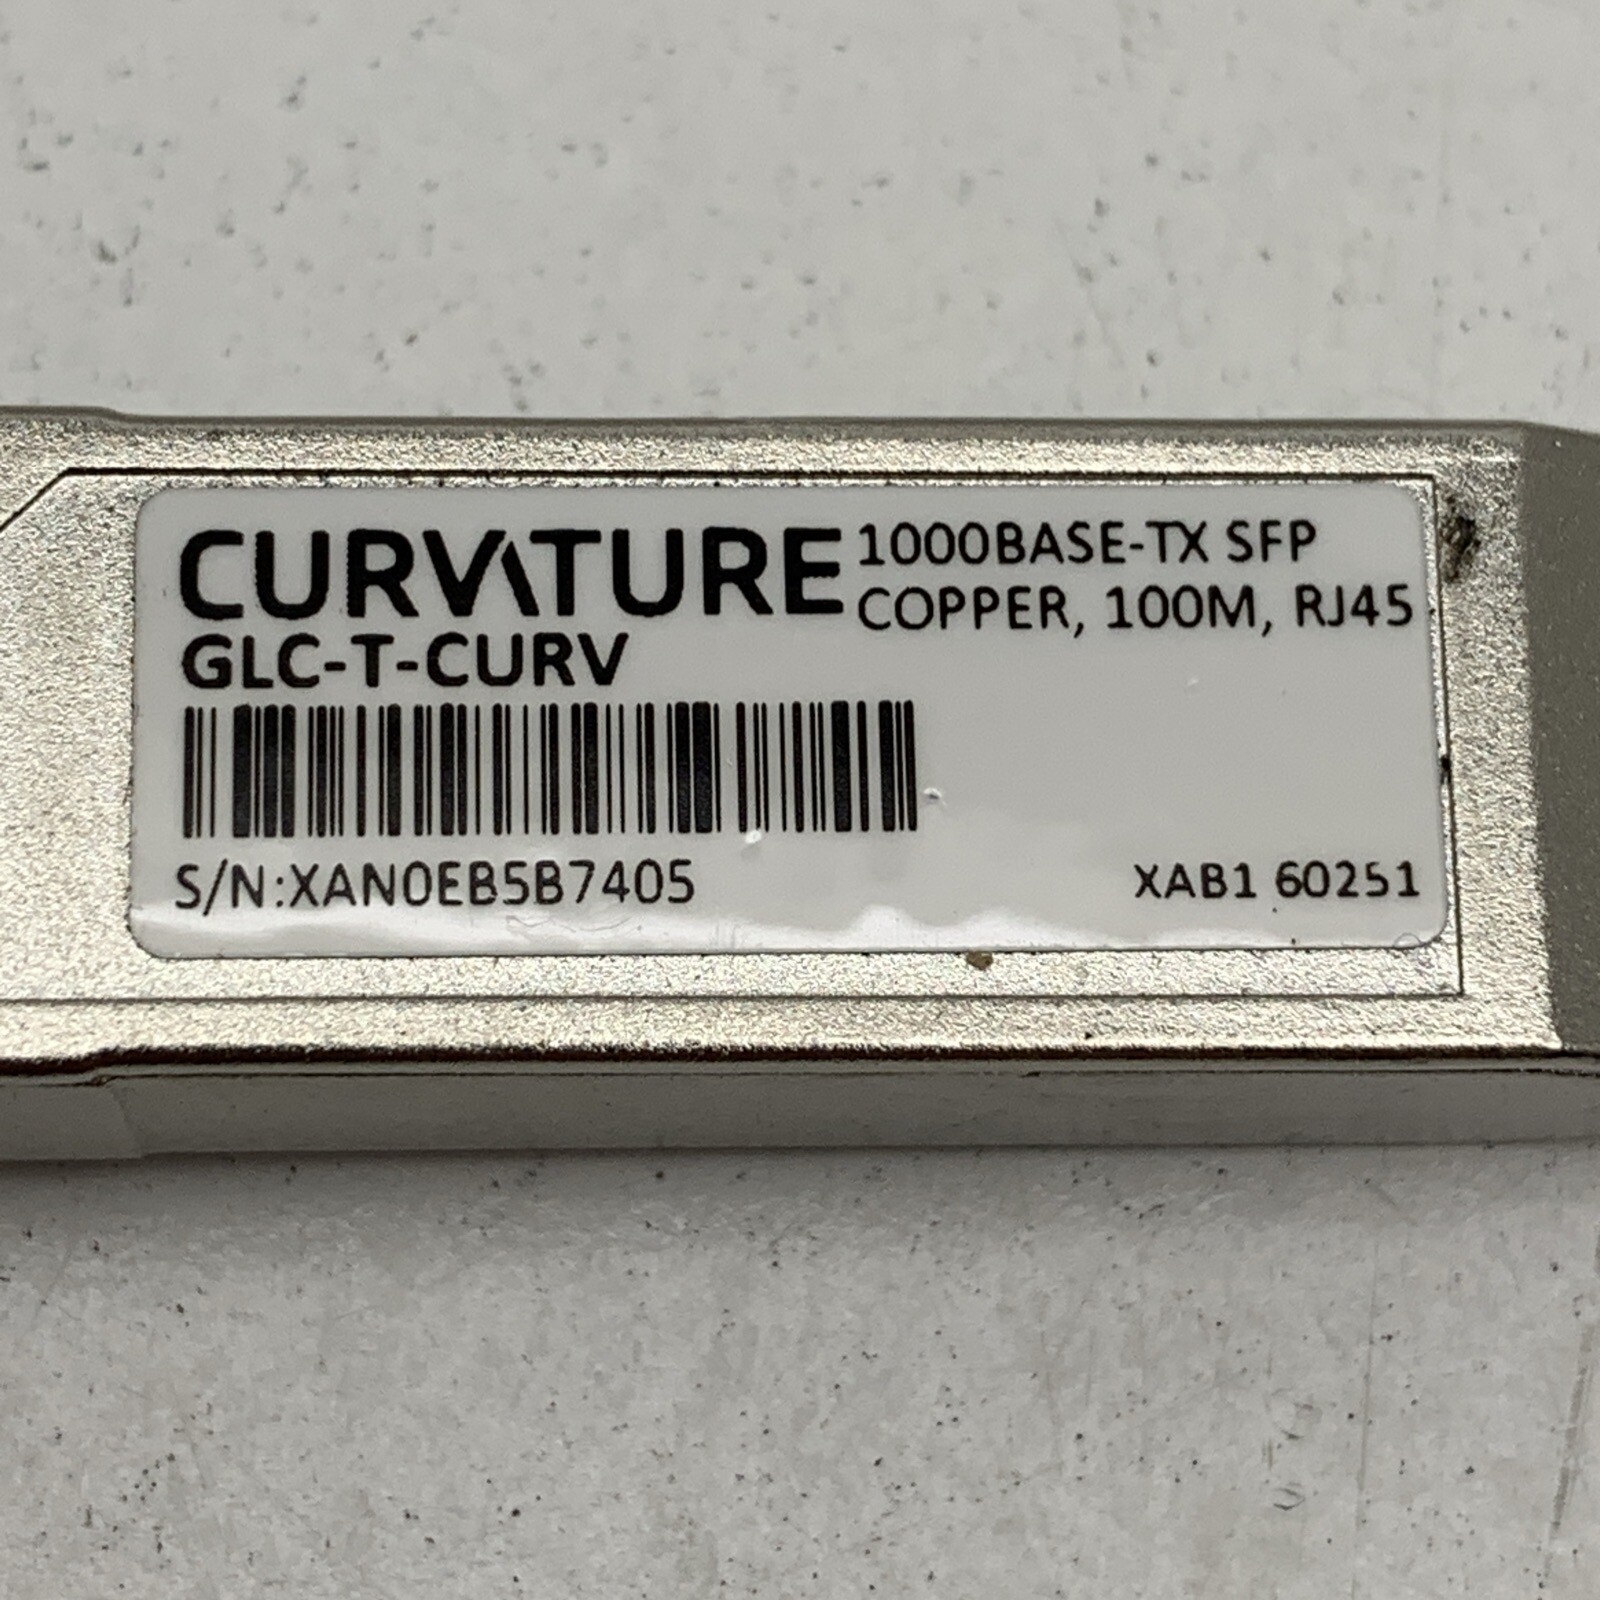 CURVATURE
1000BASE-TX SFP
COPPER, 100M, RJ45
GLC-T-CURV
S/N:XAN0EB5B7405
XAB1 60251